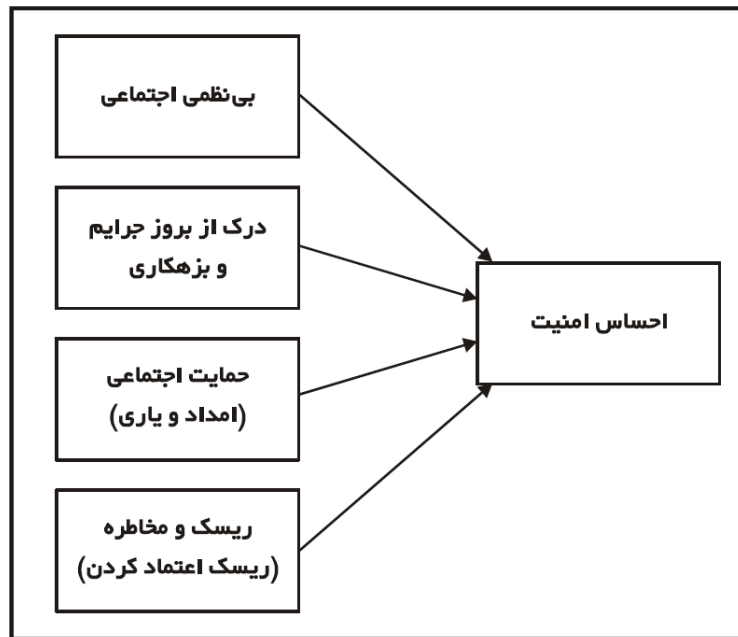 بی‌نظمی اجتماعی
درک از بروز جرایم
و بزهکاری
حمایت اجتماعی
(امداد و یاری)
ریسک و مخاطره
(ریسک اعتماد کردن)
احساس امنیت